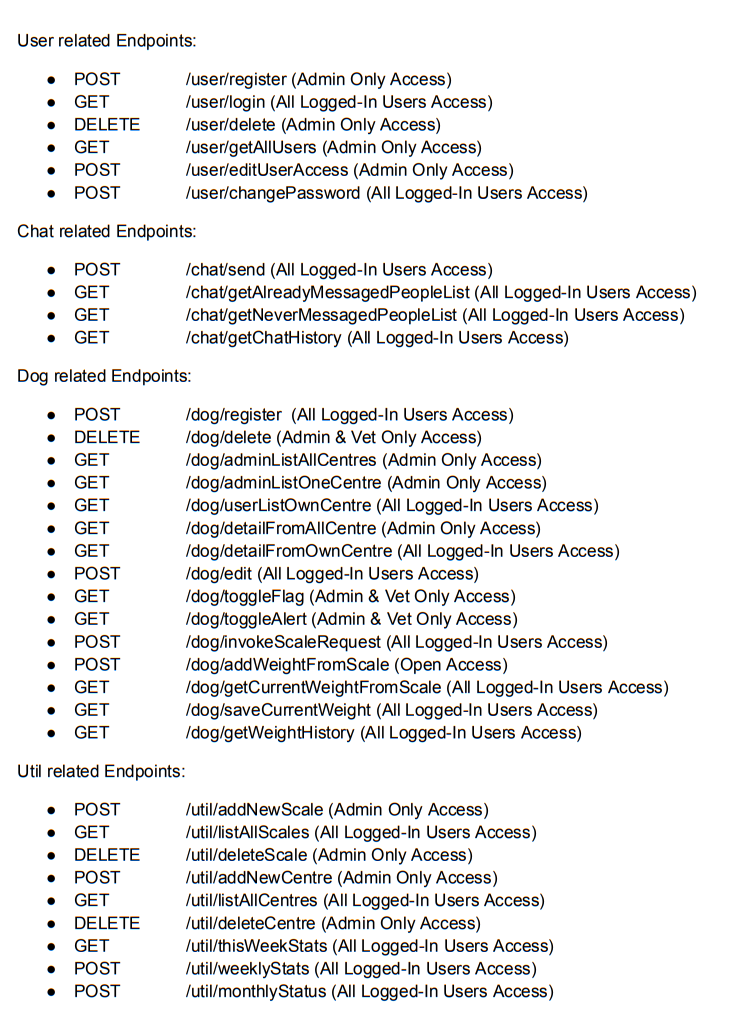 User related Endpoints:
● POST /user/register (Admin Only Access)
● GET /user/login (All Logged-In Users Access)
● DELETE /user/delete (Admin Only Access)
● GET /user/getAllUsers (Admin Only Access)
● POST /user/editUserAccess (Admin Only Access)
● POST /user/changePassword (All Logged-In Users Access)
Chat related Endpoints:
● POST /chat/send (All Logged-In Users Access)
● GET /chat/getAlreadyMessagedPeopleList (All Logged-In Users Access)
● GET /chat/getNeverMessagedPeopleList (All Logged-In Users Access)
● GET /chat/getChatHistory (All Logged-In Users Access)
Dog related Endpoints:
● POST /dog/register (All Logged-In Users Access)
● DELETE /dog/delete (Admin & Vet Only Access)
● GET /dog/adminListAllCentres (Admin Only Access)
● GET /dog/adminListOneCentre (Admin Only Access)
● GET /dog/userListOwnCentre (All Logged-In Users Access)
● GET /dog/detailFromAllCentre (Admin Only Access)
● GET /dog/detailFromOwnCentre (All Logged-In Users Access)
● POST /dog/edit (All Logged-In Users Access)
● GET /dog/toggleFlag (Admin & Vet Only Access)
● GET /dog/toggleAlert (Admin & Vet Only Access)
● POST /dog/invokeScaleRequest (All Logged-In Users Access)
● POST /dog/addWeightFromScale (Open Access)
● GET /dog/getCurrentWeightFromScale (All Logged-In Users Access)
● GET /dog/saveCurrentWeight (All Logged-In Users Access)
● GET /dog/getWeightHistory (All Logged-In Users Access)
Util related Endpoints:
● POST /util/addNewScale (Admin Only Access)
● GET /util/listAllScales (All Logged-In Users Access)
● DELETE /util/deleteScale (Admin Only Access)
● POST /util/addNewCentre (Admin Only Access)
● GET /util/listAllCentres (All Logged-In Users Access)
● DELETE /util/deleteCentre (Admin Only Access)
● GET /util/thisWeekStats (All Logged-In Users Access)
● POST /util/weeklyStats (All Logged-In Users Access)
● POST /util/monthlyStatus (All Logged-In Users Access)